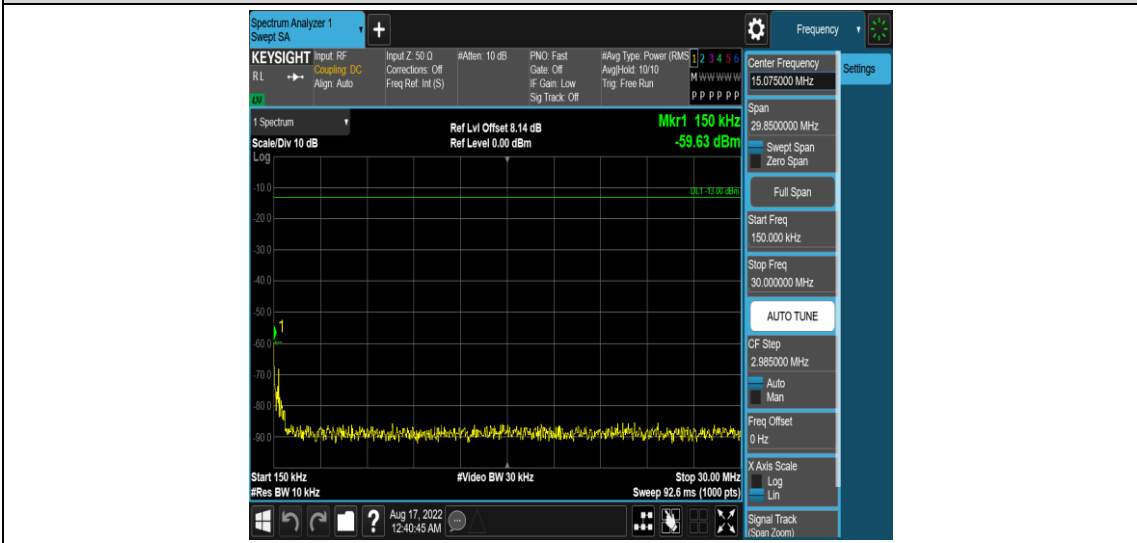 Spectrum Analyzer 1
Swept SA
+
Frequency
KEYSIGHT
Input: RF
Input Z: 50 Ω
#Atten: 10 dB
PNO: Fast
#Avg Type: Power (RMS
1 2 3 4 5 6
RL
Coupling: DC
Corrections: Off
Gate: Off
Avg|Hold: 10/10
M W W W W W
Align: Auto
Freq Ref: Int (S)
IF Gain: Low
Trig: Free Run
Sig Track: Off
P P P P P P
LXI
1 Spectrum
Ref Lvl Offset 8.14 dB
Mkr1 150 kHz
Scale/Div 10 dB
Ref Level 0.00 dBm
-59.63 dBm
Log
DL1 -13.00 dBm
-10.0
-20.0
-30.0
-40.0
-50.0
1
-60.0
-70.0
-80.0
-90.0
Start 150 kHz
#Video BW 30 kHz
Stop 30.00 MHz
#Res BW 10 kHz
Sweep 92.6 ms (1000 pts)
?
Aug 17, 2022
12:40:45 AM
Center Frequency
15.075000 MHz
Settings
Span
29.8500000 MHz
Swept Span
Zero Span
Full Span
Start Freq
150.000 kHz
Stop Freq
30.000000 MHz
AUTO TUNE
CF Step
2.985000 MHz
Auto
Man
Freq Offset
0 Hz
X Axis Scale
Log
Lin
Signal Track
(Span Zoom)